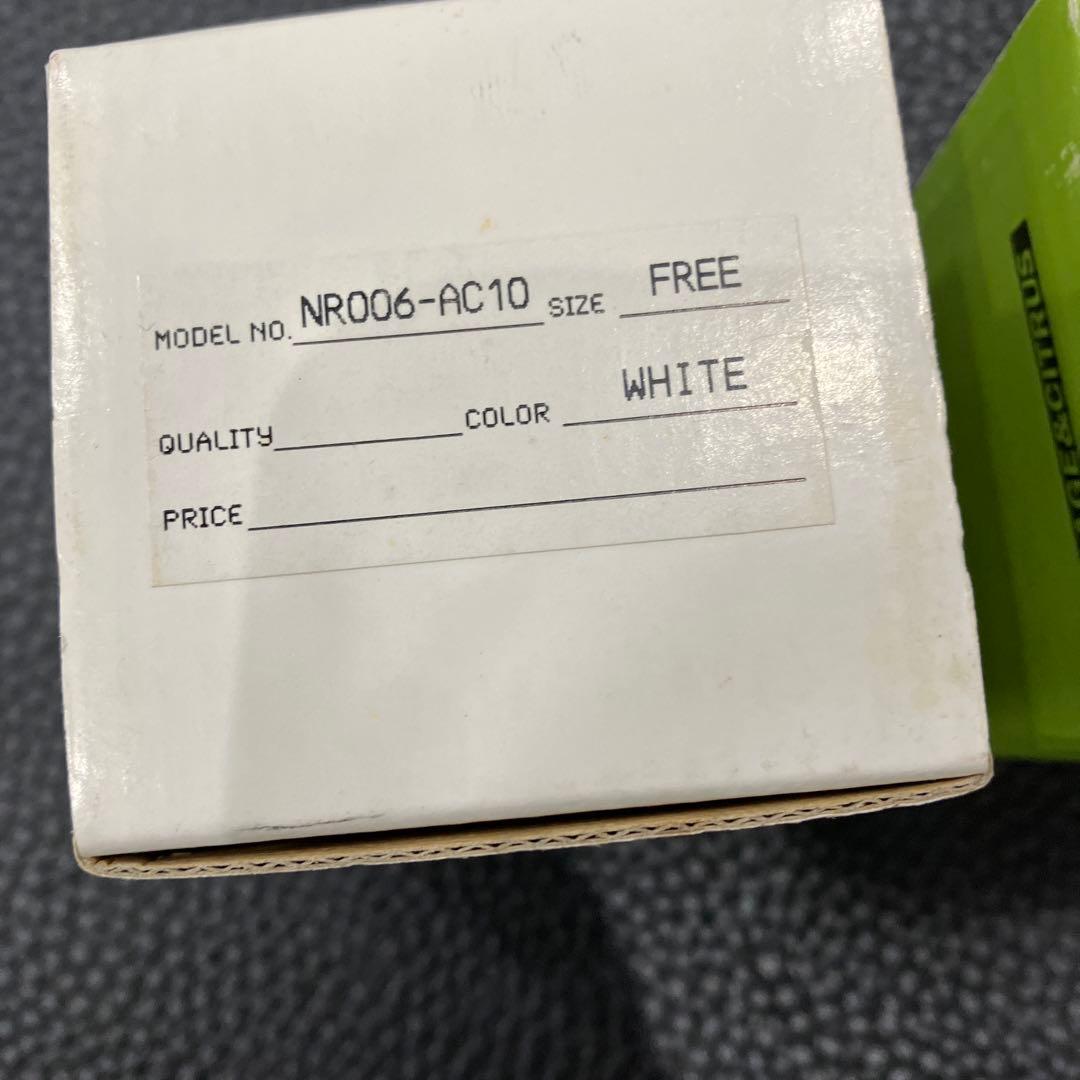 MODEL NO. NR006-AC10 SIZE FREE
QUALITY COLOR WHITE
PRICE